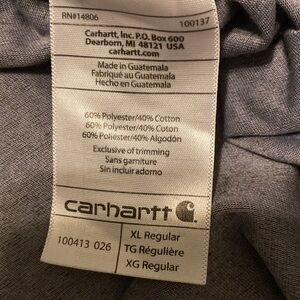 RN#14806 100137
Carhartt, Inc. P.O. Box 600
Dearborn, MI 48121 USA
carhartt.com
Made in Guatemala
Fabriqué au Guatemala
Hecho en Guatemala
60% Polyester/40% Cotton
60% Polyester/40% Coton
60% Poliéster/40% Algodón
Exclusive of trimming
Sans garniture
Sin incluir adorno
carhartt
100413 026
XL Regular
TG Régulière
XG Regular